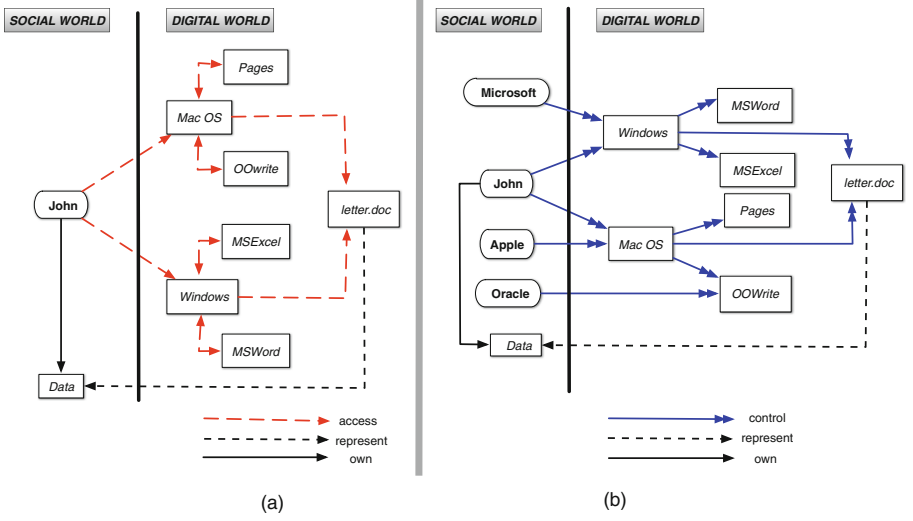 SOCIAL WORLD
DIGITAL WORLD
Pages
Mac OS
OOwrite
John
letter.doc
MSExcel
Windows
MSWord
Data
access
represent
own
(a)
SOCIAL WORLD
DIGITAL WORLD
Microsoft
MSWord
Windows
MSExcel
John
letter.doc
Pages
Apple
Mac OS
Oracle
OOWrite
Data
control
represent
own
(b)